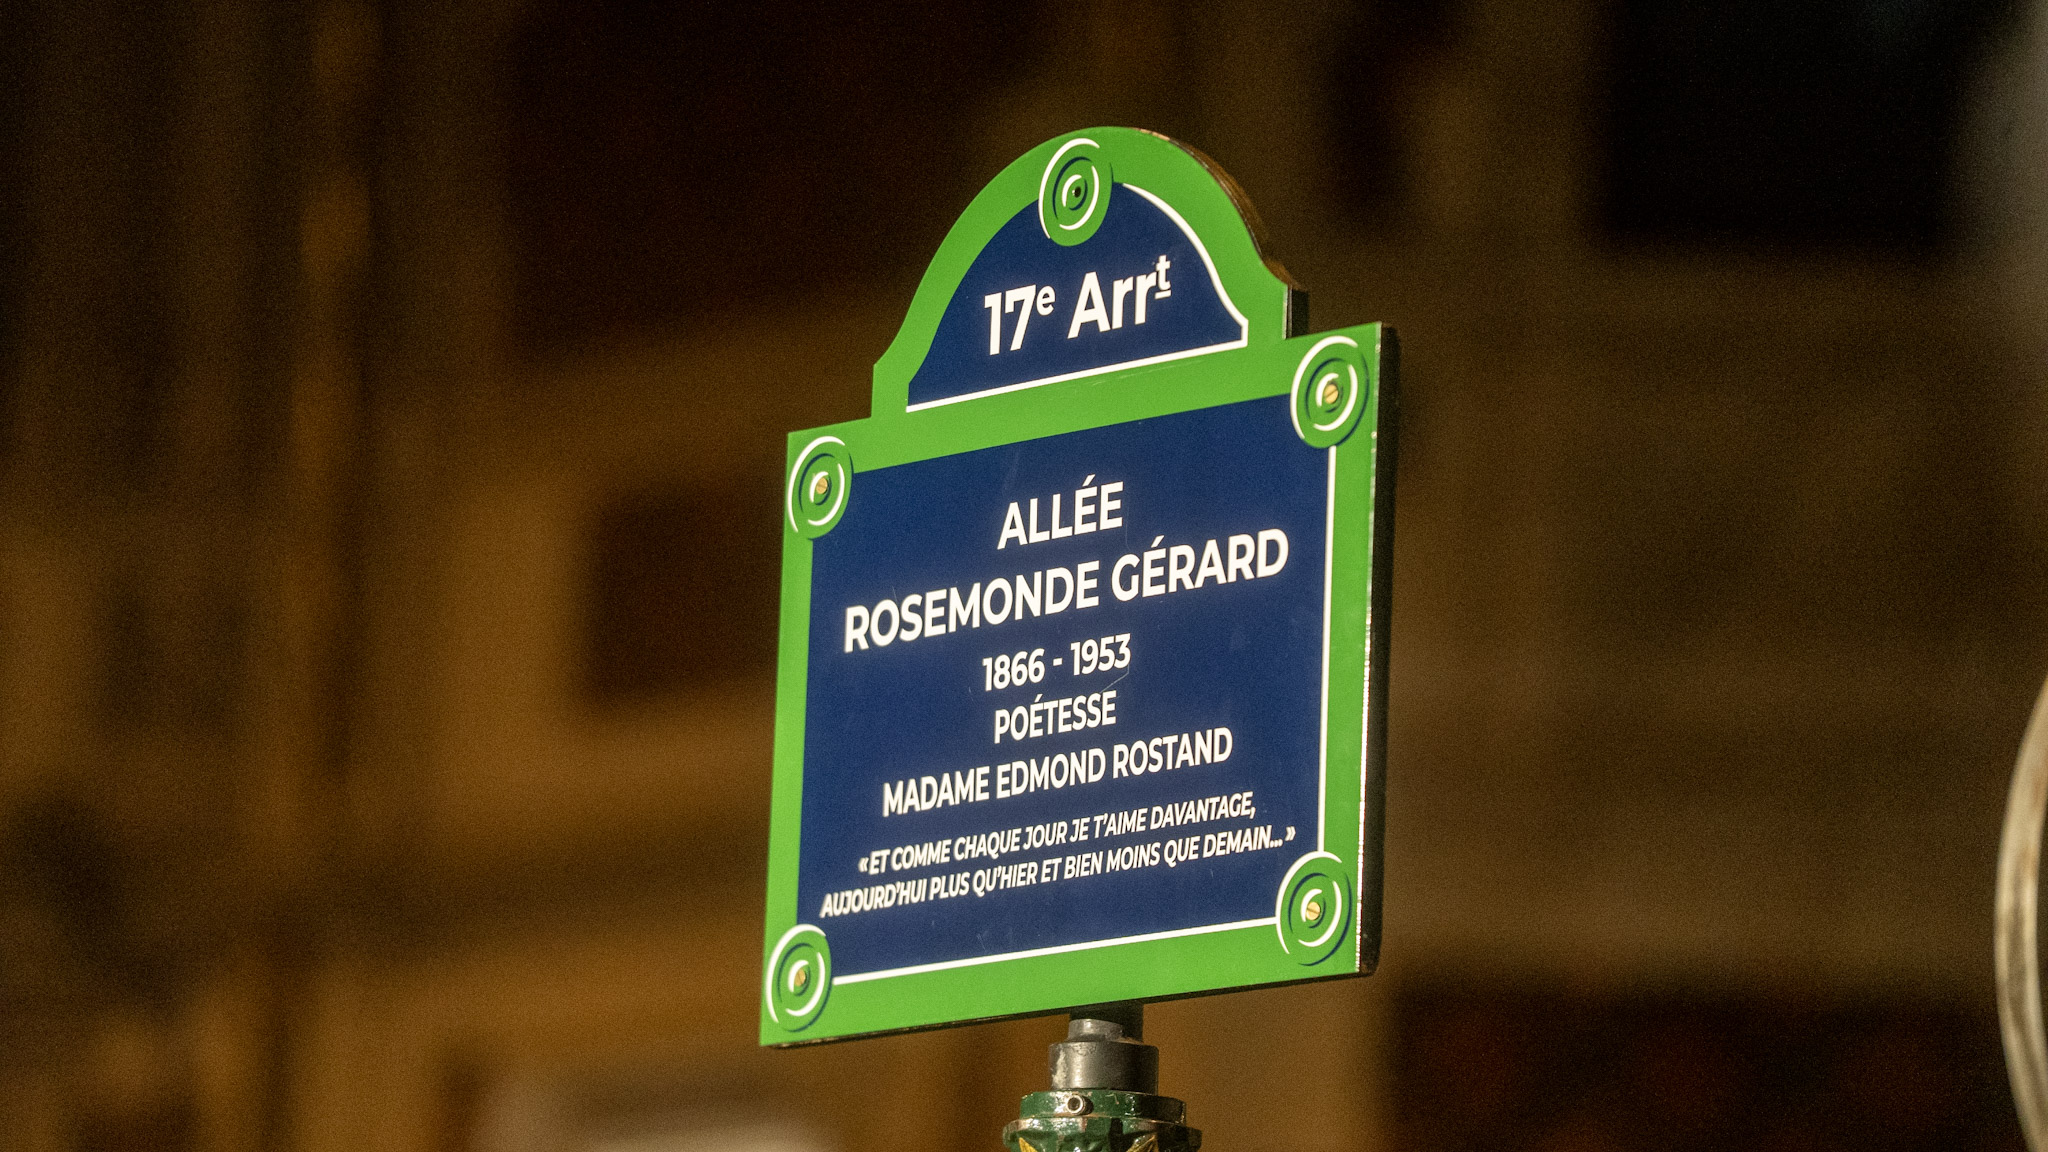 17e Arrt
ALLÉE
ROSEMONDE GÉRARD
1866 - 1953
POÉTESSE
MADAME EDMOND ROSTAND
«ET COMME CHAQUE JOUR JE T'AIME DAVANTAGE,
AUJOURD'HUI PLUS QU'HIER ET BIEN MOINS QUE DEMAIN...»